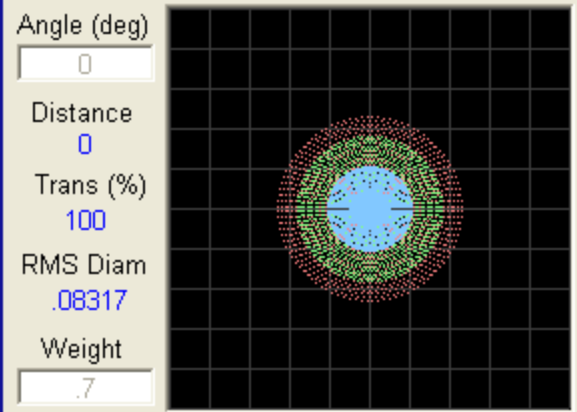 Angle (deg)
0
Distance
0
Trans (%)
100
RMS Diam
.08317
Weight
.7